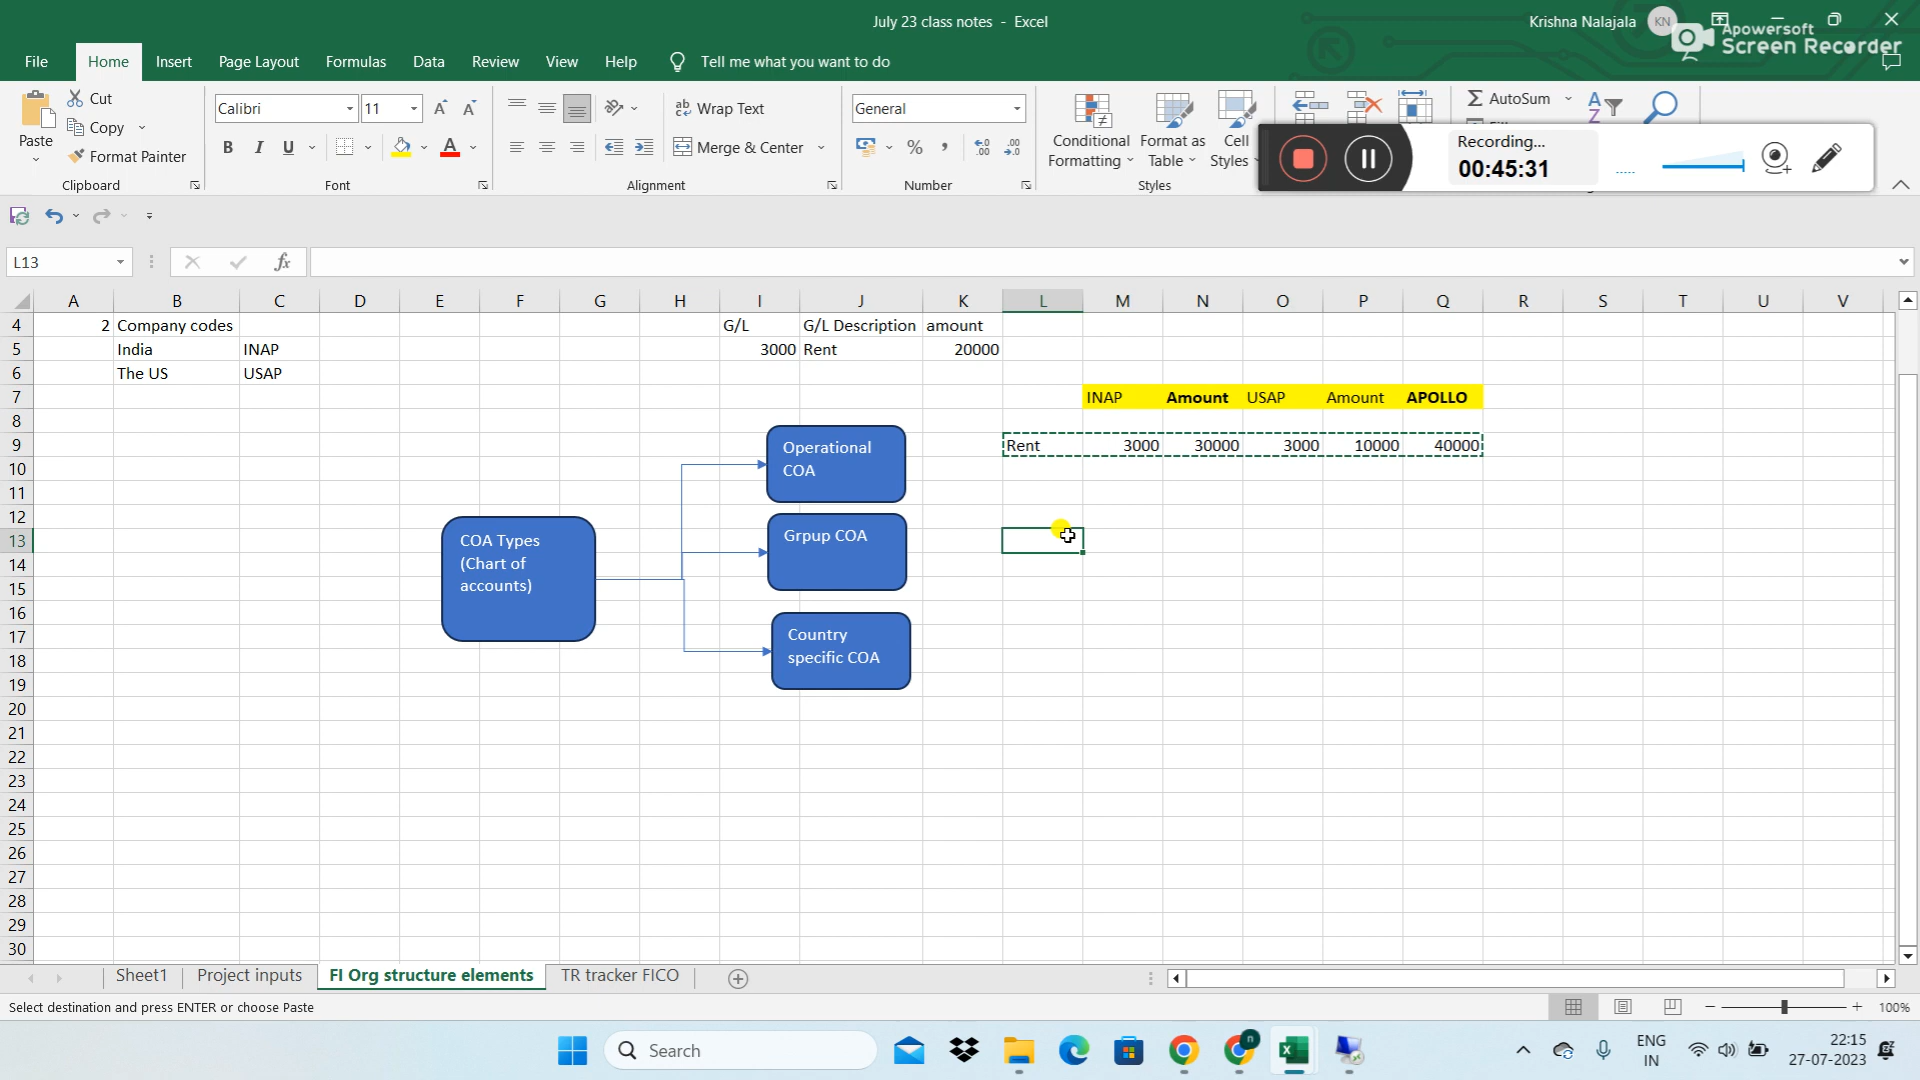 July 23 class notes - Excel
Krishna Nalajala KN
Apowersoft
Screen Recorder
File Home Insert Page Layout Formulas Data Review View Help Tell me what you want to do
Paste
Cut
Copy
Format Painter
Clipboard
Calibri 11
B I U
Font
Wrap Text
Merge & Center
Alignment
General
Number
Conditional
Formatting
Format as
Table
Cell
Styles
Styles
AutoSum
Recording...
00:45:31
L13
A B C D E F G H I J K L M N O P Q R S T U V
4 2 Company codes G/L G/L Description amount
5 India INAP 3000 Rent 20000
6 The US USAP
7 INAP Amount USAP Amount APOLLO
8
9 Rent 3000 30000 3000 10000 40000
10
11
12
13
14
15
16
17
18
19
20
21
22
23
24
25
26
27
28
29
30
Operational
COA
Grpup COA
COA Types
(Chart of
accounts)
Country
specific COA
Sheet1 Project inputs FI Org structure elements TR tracker FICO
Select destination and press ENTER or choose Paste
100%
Search
ENG
IN
22:15
27-07-2023